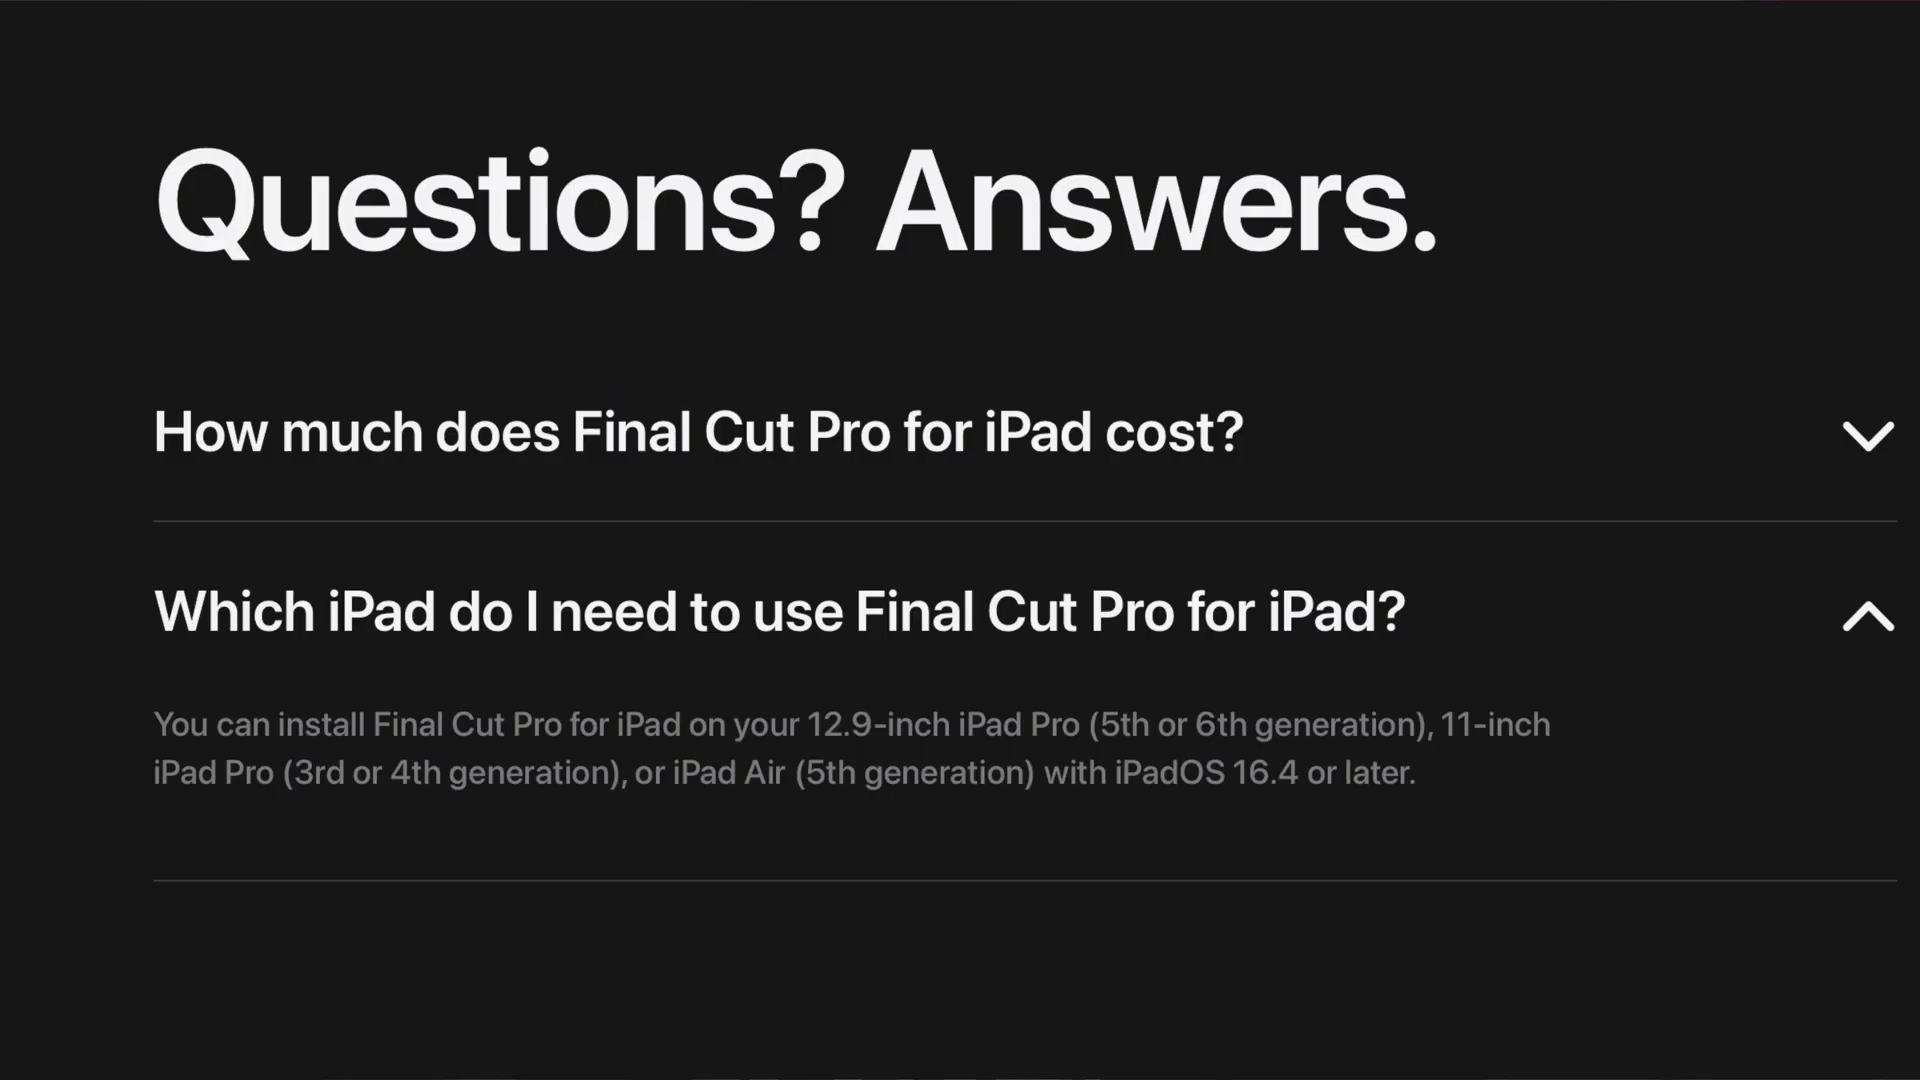 Questions? Answers.
How much does Final Cut Pro for iPad cost?
Which iPad do I need to use Final Cut Pro for iPad?
You can install Final Cut Pro for iPad on your 12.9-inch iPad Pro (5th or 6th generation), 11-inch
iPad Pro (3rd or 4th generation), or iPad Air (5th generation) with iPadOS 16.4 or later.